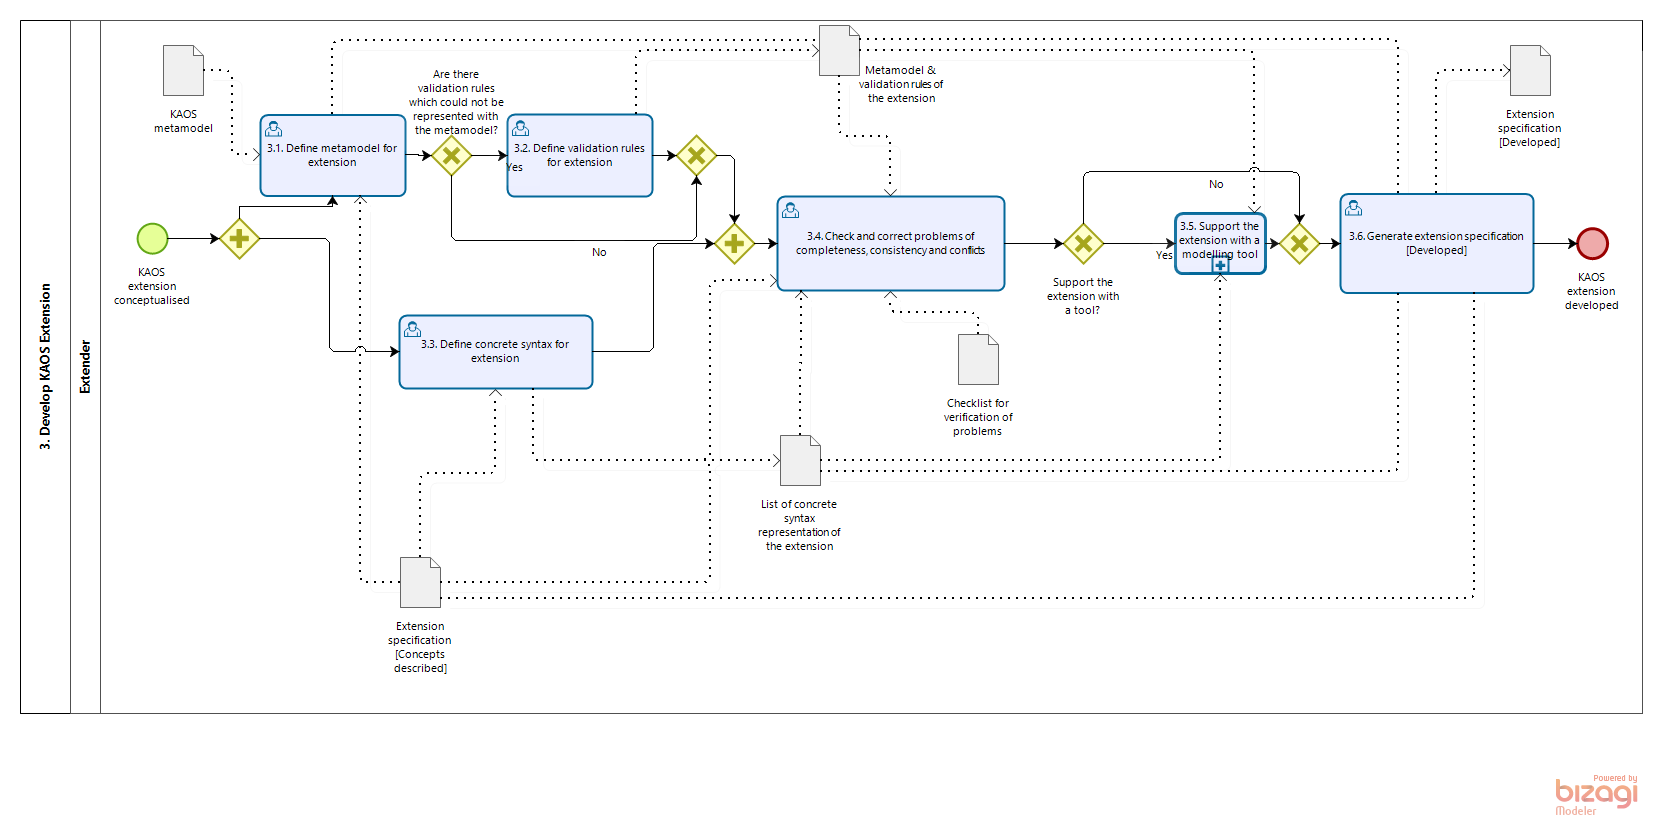 3. Develop KAOS Extension
Extender
KAOS
metamodel
KAOS
extension
conceptualised
3.1. Define metamodel for
extension
Are there
validation rules
which could not be
represented with
the metamodel?
Yes
No
3.2. Define validation rules
for extension
3.3. Define concrete syntax for
extension
Metamodel &
validation rules of
the extension
3.4. Check and correct problems of
completeness, consistency and conflicts
Checklist for
verification of
problems
List of concrete
syntax
representation of
the extension
Extension
specification
[Concepts
described]
Support the
extension with
a tool?
Yes
No
3.5. Support the
extension with a
modelling tool
3.6. Generate extension specification
[Developed]
Extension
specification
[Developed]
KAOS
extension
developed
Powered by
bizagi
Modeler